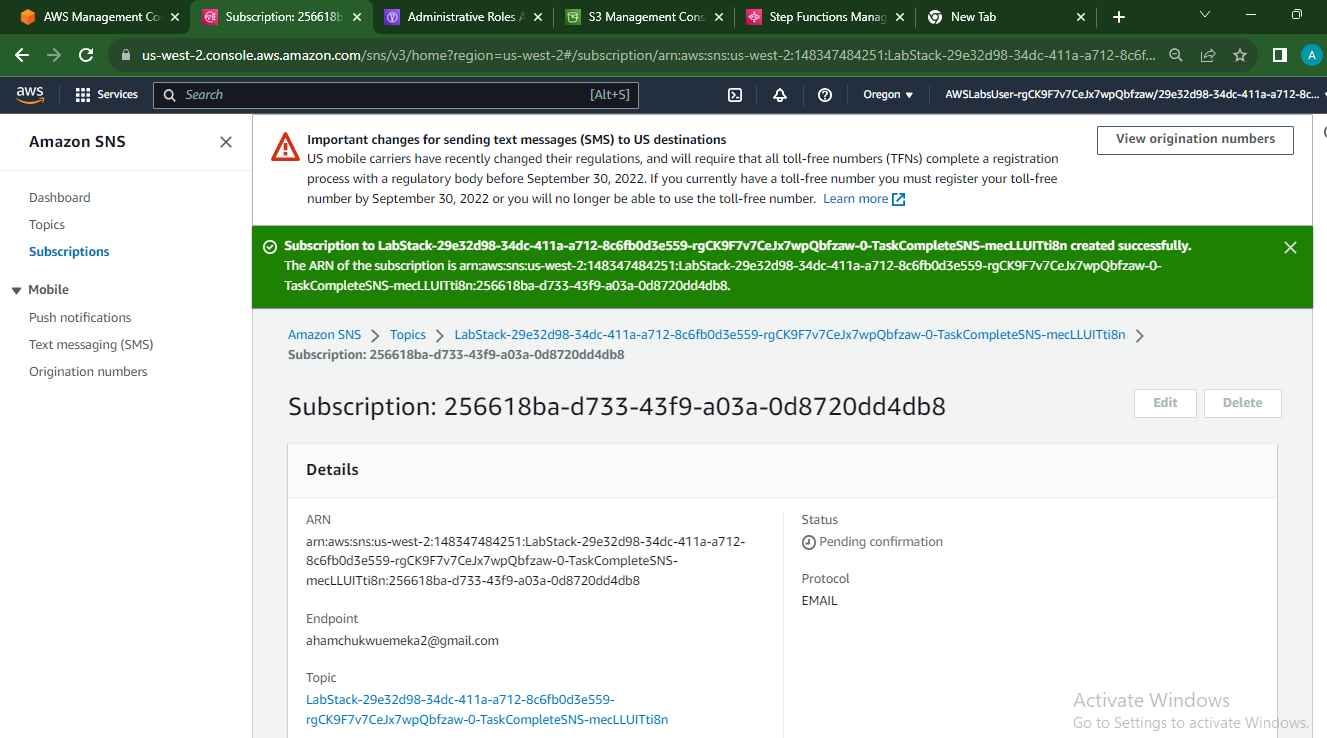 AWS Management Co
Subscription: 256618b
Administrative Roles A
S3 Management Cons
Step Functions Manag
New Tab
us-west-2.console.aws.amazon.com/sns/v3/home?region=us-west-2#/subscription/arn:aws:sns:us-west-2:148347484251:LabStack-29e32d98-34dc-411a-a712-8c6f...
A
aws
Services
Search
[Alt+S]
Oregon
AWSLabsUser-rgCK9F7v7CeJx7wpQbfzaw/29e32d98-34dc-411a-a712-8c...
Amazon SNS
Dashboard
Topics
Subscriptions
Mobile
Push notifications
Text messaging (SMS)
Origination numbers
Important changes for sending text messages (SMS) to US destinations
US mobile carriers have recently changed their regulations, and will require that all toll-free numbers (TFNs) complete a registration
process with a regulatory body before September 30, 2022. If you currently have a toll-free number you must register your toll-free
number by September 30, 2022 or you will no longer be able to use the toll-free number. Learn more
View origination numbers
Subscription to LabStack-29e32d98-34dc-411a-a712-8c6fb0d3e559-rgCK9F7v7CeJx7wpQbfzaw-0-TaskCompleteSNS-mecLLUITti8n created successfully.
The ARN of the subscription is arn:aws:sns:us-west-2:148347484251:LabStack-29e32d98-34dc-411a-a712-8c6fb0d3e559-rgCK9F7v7CeJx7wpQbfzaw-0-
TaskCompleteSNS-mecLLUITti8n:256618ba-d733-43f9-a03a-0d8720dd4db8.
Amazon SNS
Topics
LabStack-29e32d98-34dc-411a-a712-8c6fb0d3e559-rgCK9F7v7CeJx7wpQbfzaw-0-TaskCompleteSNS-mecLLUITti8n
Subscription: 256618ba-d733-43f9-a03a-0d8720dd4db8
Subscription: 256618ba-d733-43f9-a03a-0d8720dd4db8
Edit
Delete
Details
ARN
arn:aws:sns:us-west-2:148347484251:LabStack-29e32d98-34dc-411a-a712-
8c6fb0d3e559-rgCK9F7v7CeJx7wpQbfzaw-0-TaskCompleteSNS-
mecLLUITti8n:256618ba-d733-43f9-a03a-0d8720dd4db8
Endpoint
ahamchukwuemeka2@gmail.com
Topic
LabStack-29e32d98-34dc-411a-a712-8c6fb0d3e559-
rgCK9F7v7CeJx7wpQbfzaw-0-TaskCompleteSNS-mecLLUITti8n
Status
Pending confirmation
Protocol
EMAIL
Activate Windows
Go to Settings to activate Windows.